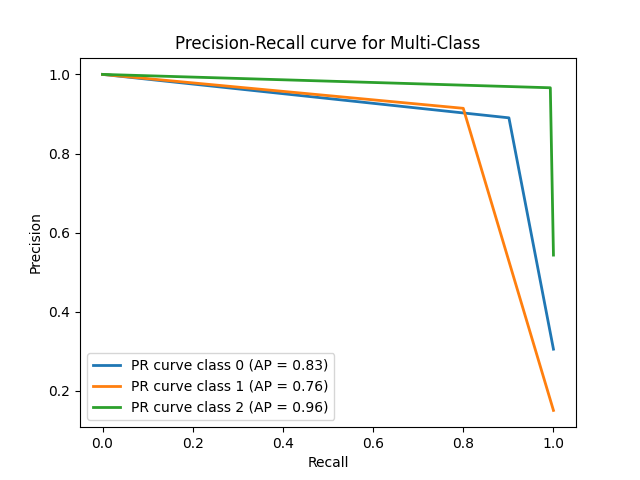 Precision-Recall curve for Multi-Class
1.0
0.8
0.6
0.4
0.2
Precision
PR curve class 0 (AP = 0.83)
PR curve class 1 (AP = 0.76)
PR curve class 2 (AP = 0.96)
0.0 0.2 0.4 0.6 0.8 1.0
Recall